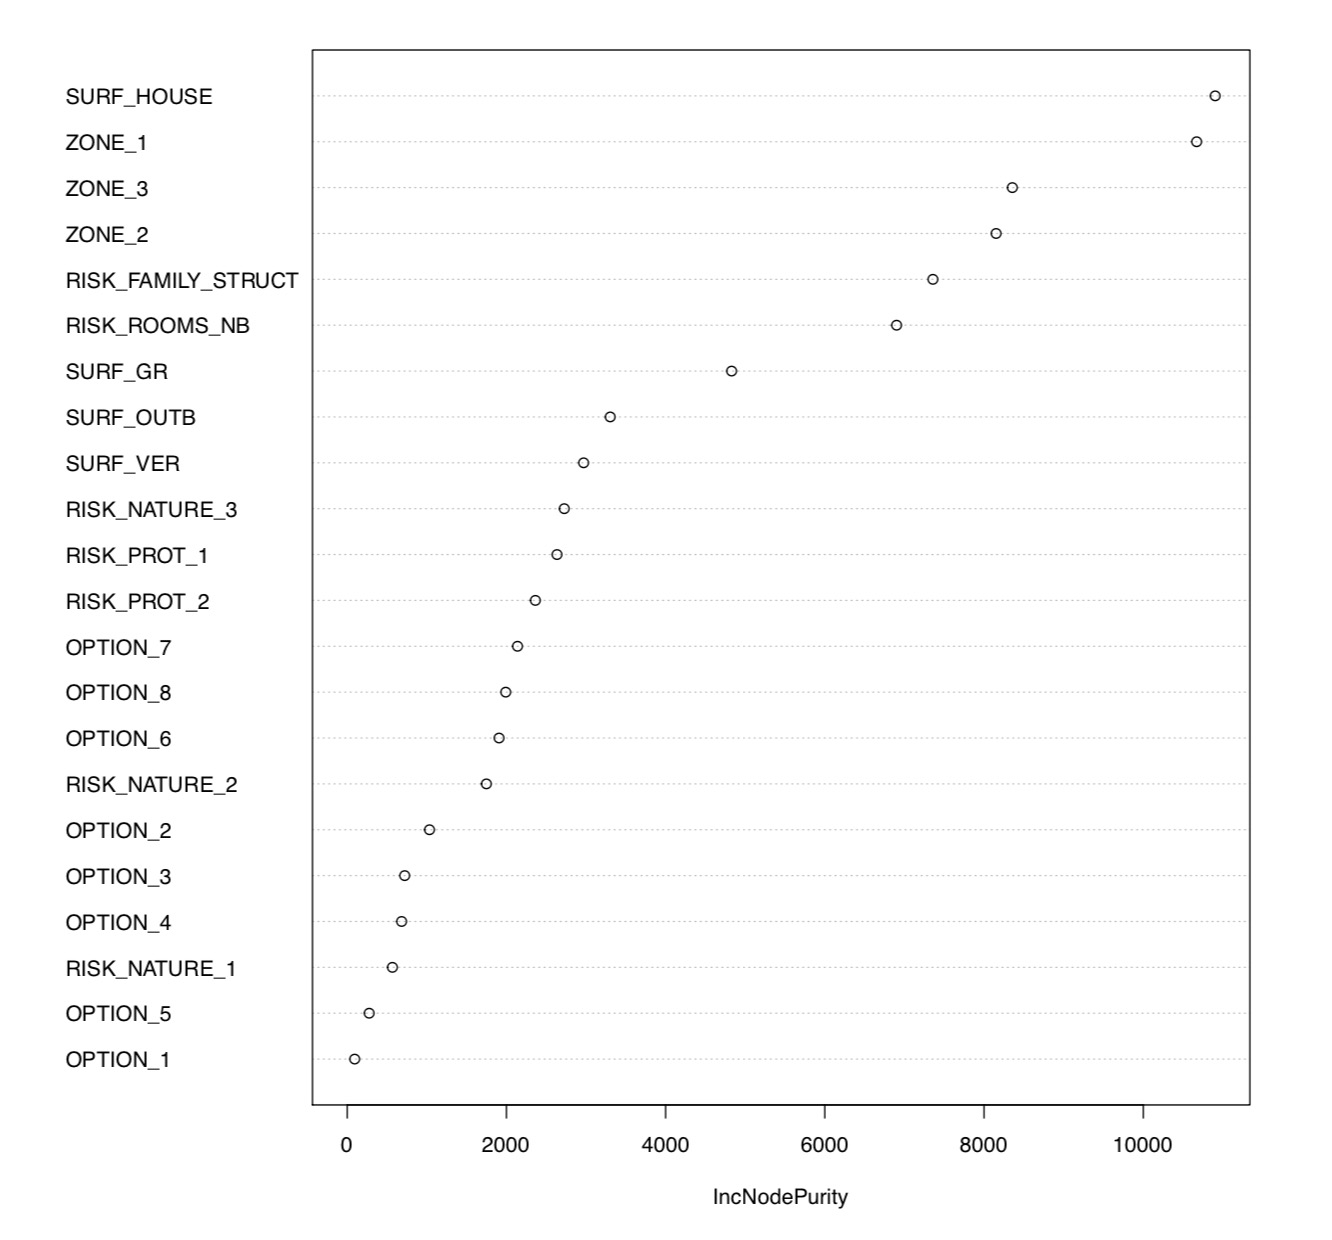 SURF_HOUSE
ZONE_1
ZONE_3
ZONE_2
RISK_FAMILY_STRUCT
RISK_ROOMS_NB
SURF_GR
SURF_OUTB
SURF_VER
RISK_NATURE_3
RISK_PROT_1
RISK_PROT_2
OPTION_7
OPTION_8
OPTION_6
RISK_NATURE_2
OPTION_2
OPTION_3
OPTION_4
RISK_NATURE_1
OPTION_5
OPTION_1
0 2000 4000 6000 8000 10000
IncNodePurity